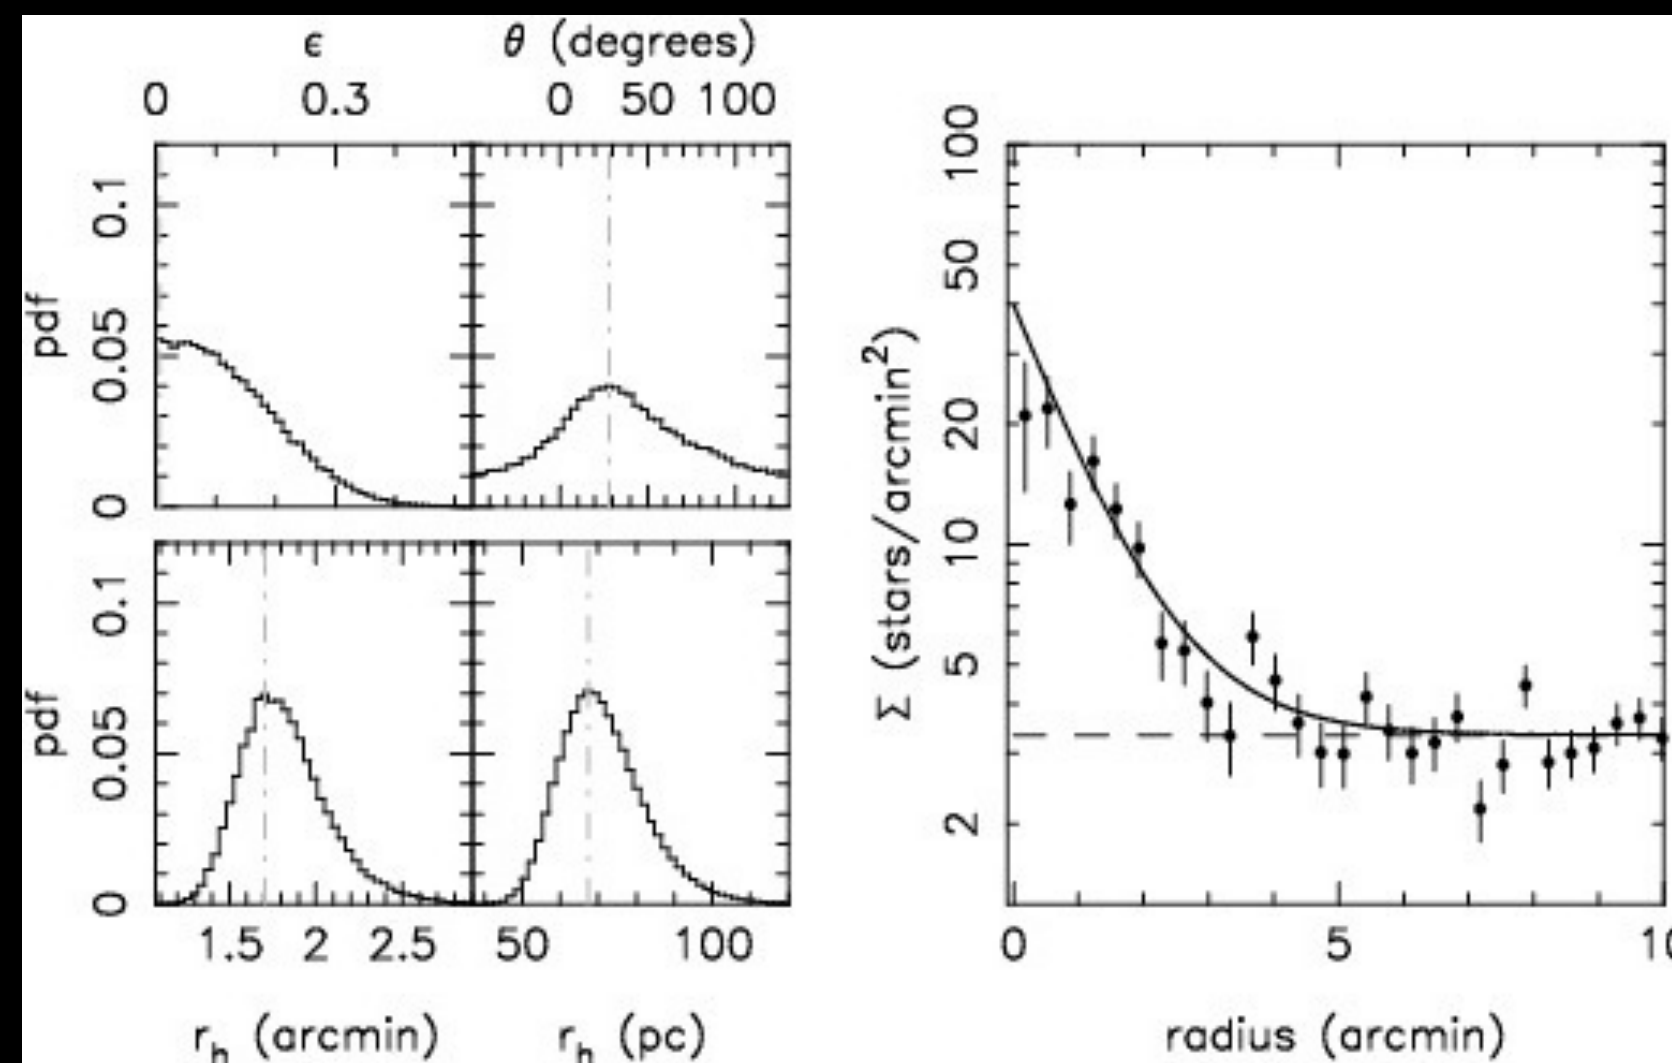 ϵ θ (degrees)
0 0.3 0 50 100
pdf
0 0.05 0.1
pdf
0 0.05 0.1
1.5 2 2.5 50 100
r_h (arcmin) r_h (pc)
Σ (stars/arcmin²)
2 5 10 20 50 100
0 5 10
radius (arcmin)